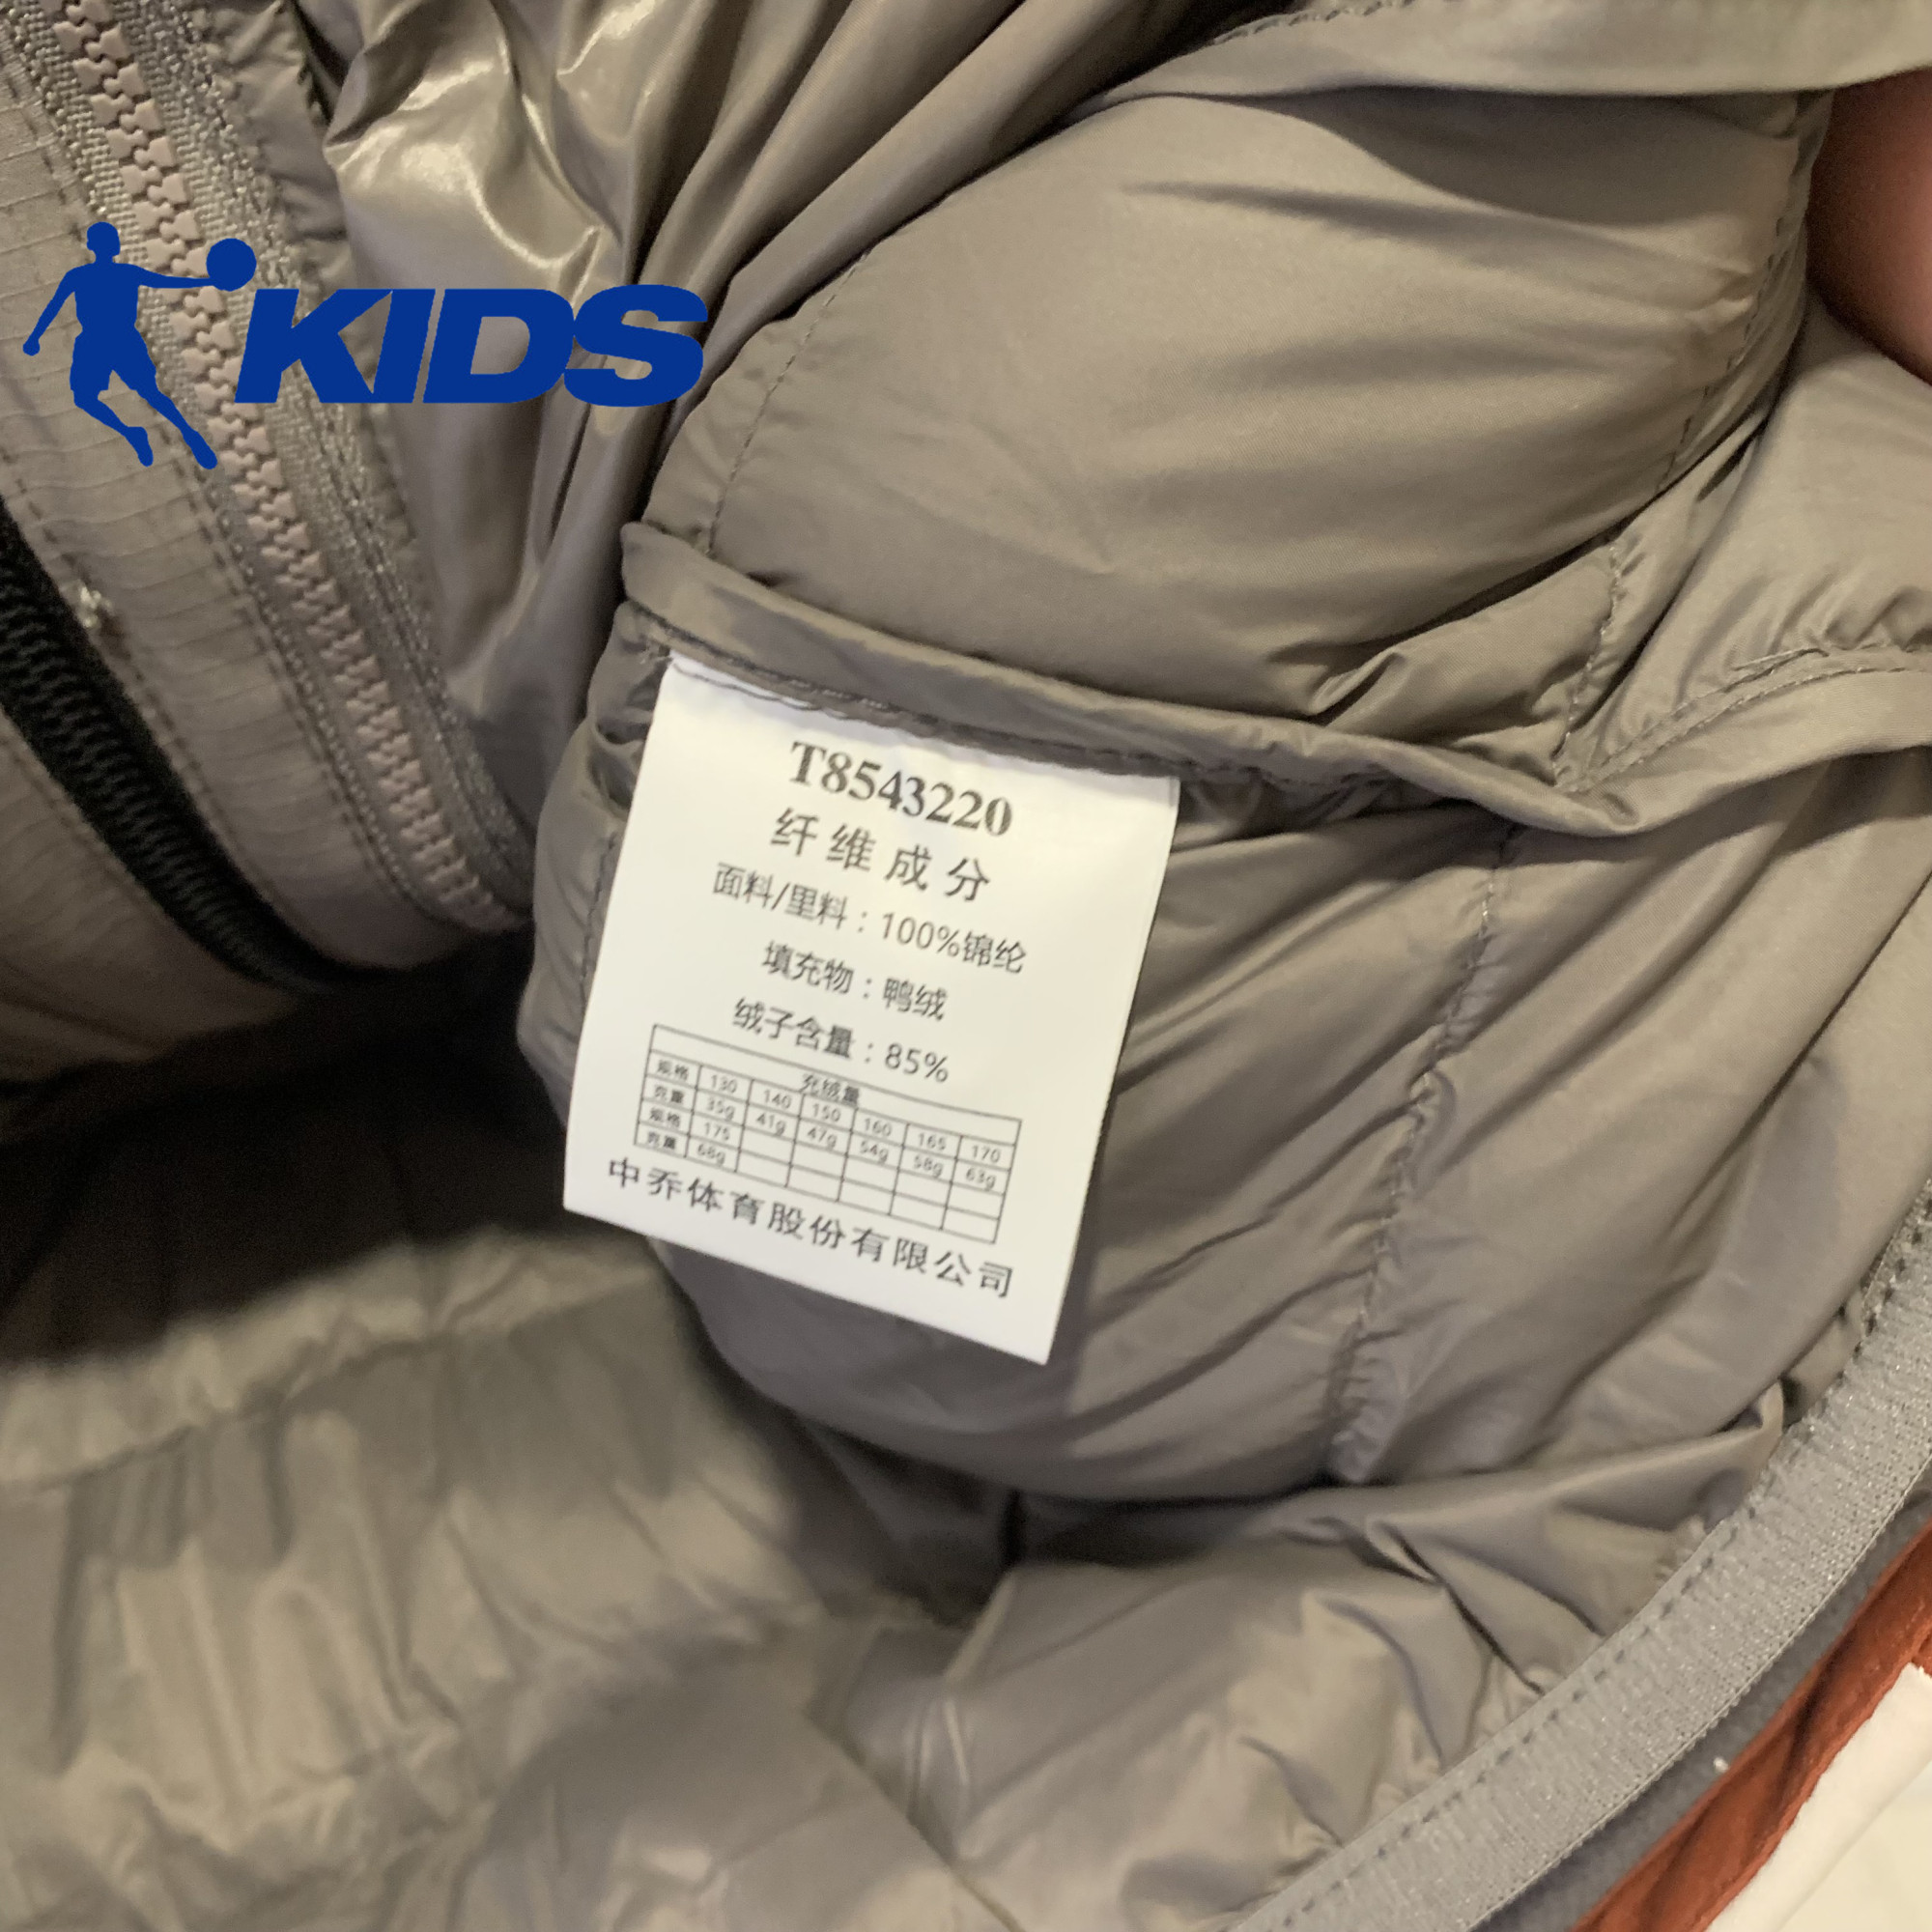 KIDS
T8543220
纤维成分
面料/里料：100%锦纶
填充物：鸭绒
绒子含量：85%
充绒量
规格 130 140 150 160 165 170
克重 35g 41g 47g 54g 58g 63g
规格 175
克重 68g
中乔体育股份有限公司